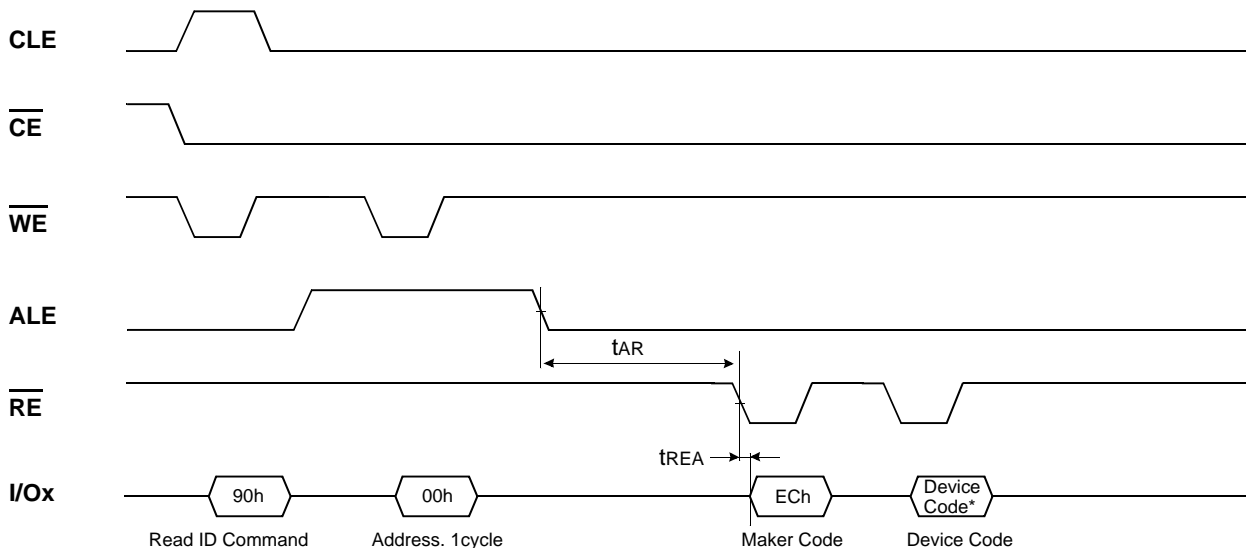 CLE
CE
WE
ALE
tAR
RE
tREA
I/Ox
90h
00h
ECh
Device
Code*
Read ID Command
Address. 1cycle
Maker Code
Device Code